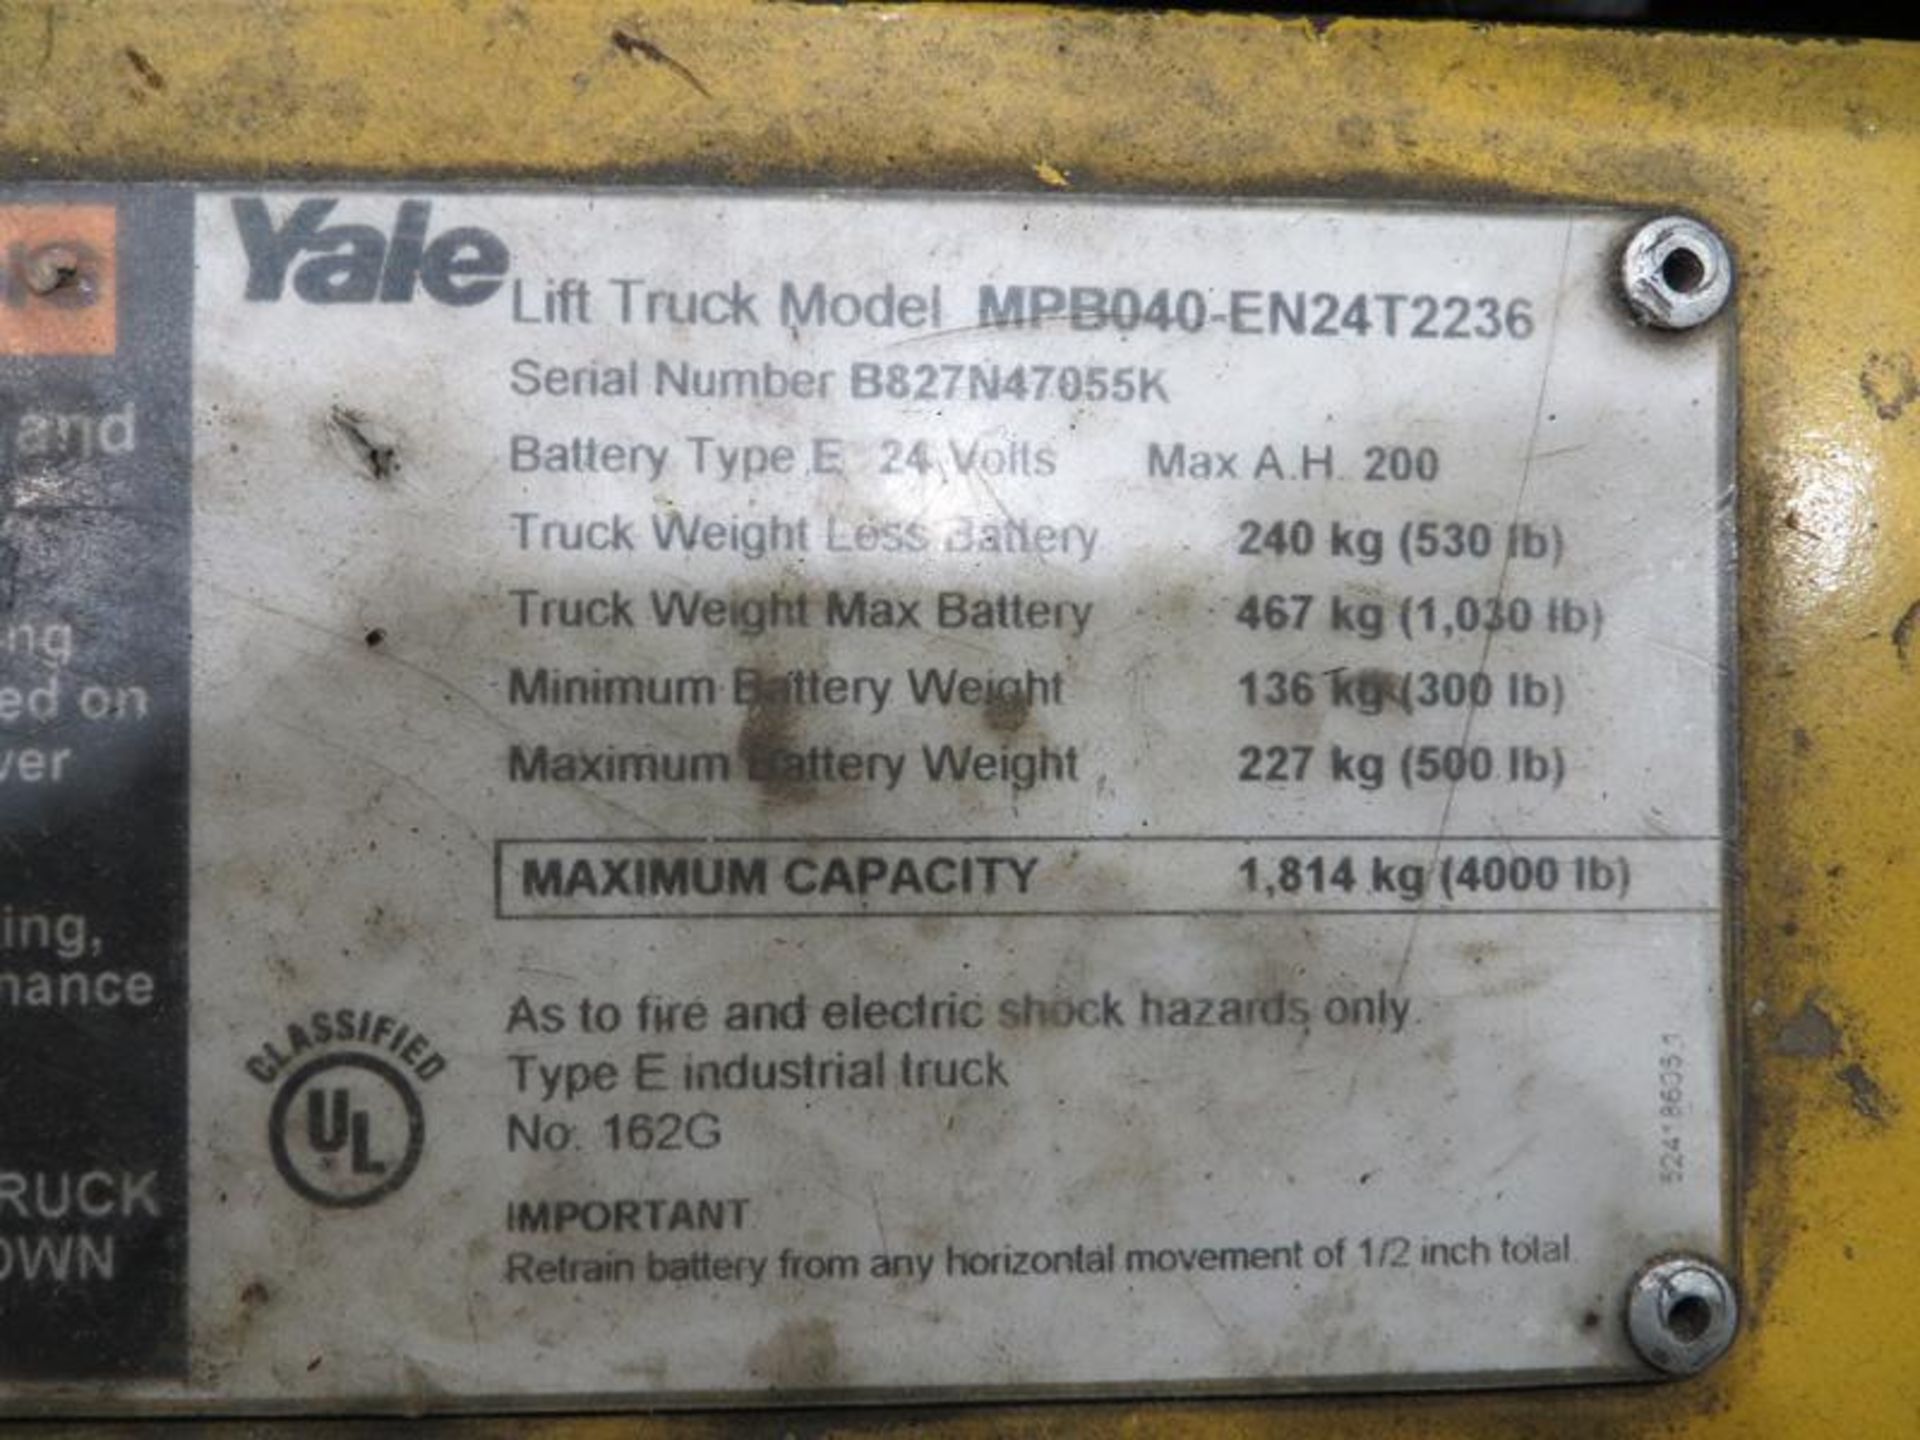 and
ng
ed on
ver
ing,
nance
RUCK
OWN
Yale
Lift Truck Model MPB040-EN24T2236
Serial Number B827N47055K
Battery Type E 24 Volts Max A.H. 200
Truck Weight Less Battery 240 kg (530 lb)
Truck Weight Max Battery 467 kg (1,030 lb)
Minimum Battery Weight 136 kg (300 lb)
Maximum Battery Weight 227 kg (500 lb)
MAXIMUM CAPACITY 1,814 kg (4000 lb)
CLASSIFIED
UL
As to fire and electric shock hazards only.
Type E industrial truck
No. 162G
IMPORTANT
Retrain battery from any horizontal movement of 1/2 inch total